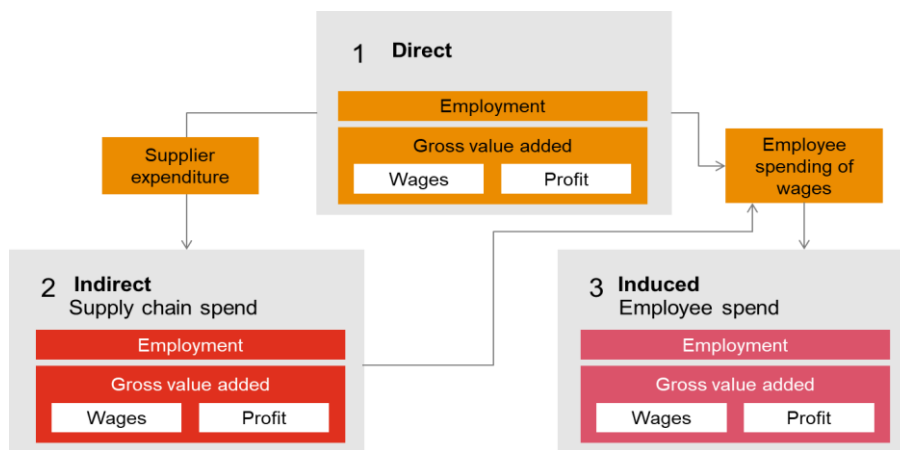 1 Direct
Employment
Gross value added
Wages Profit
Supplier
expenditure
Employee
spending of
wages
2 Indirect
Supply chain spend
Employment
Gross value added
Wages Profit
3 Induced
Employee spend
Employment
Gross value added
Wages Profit